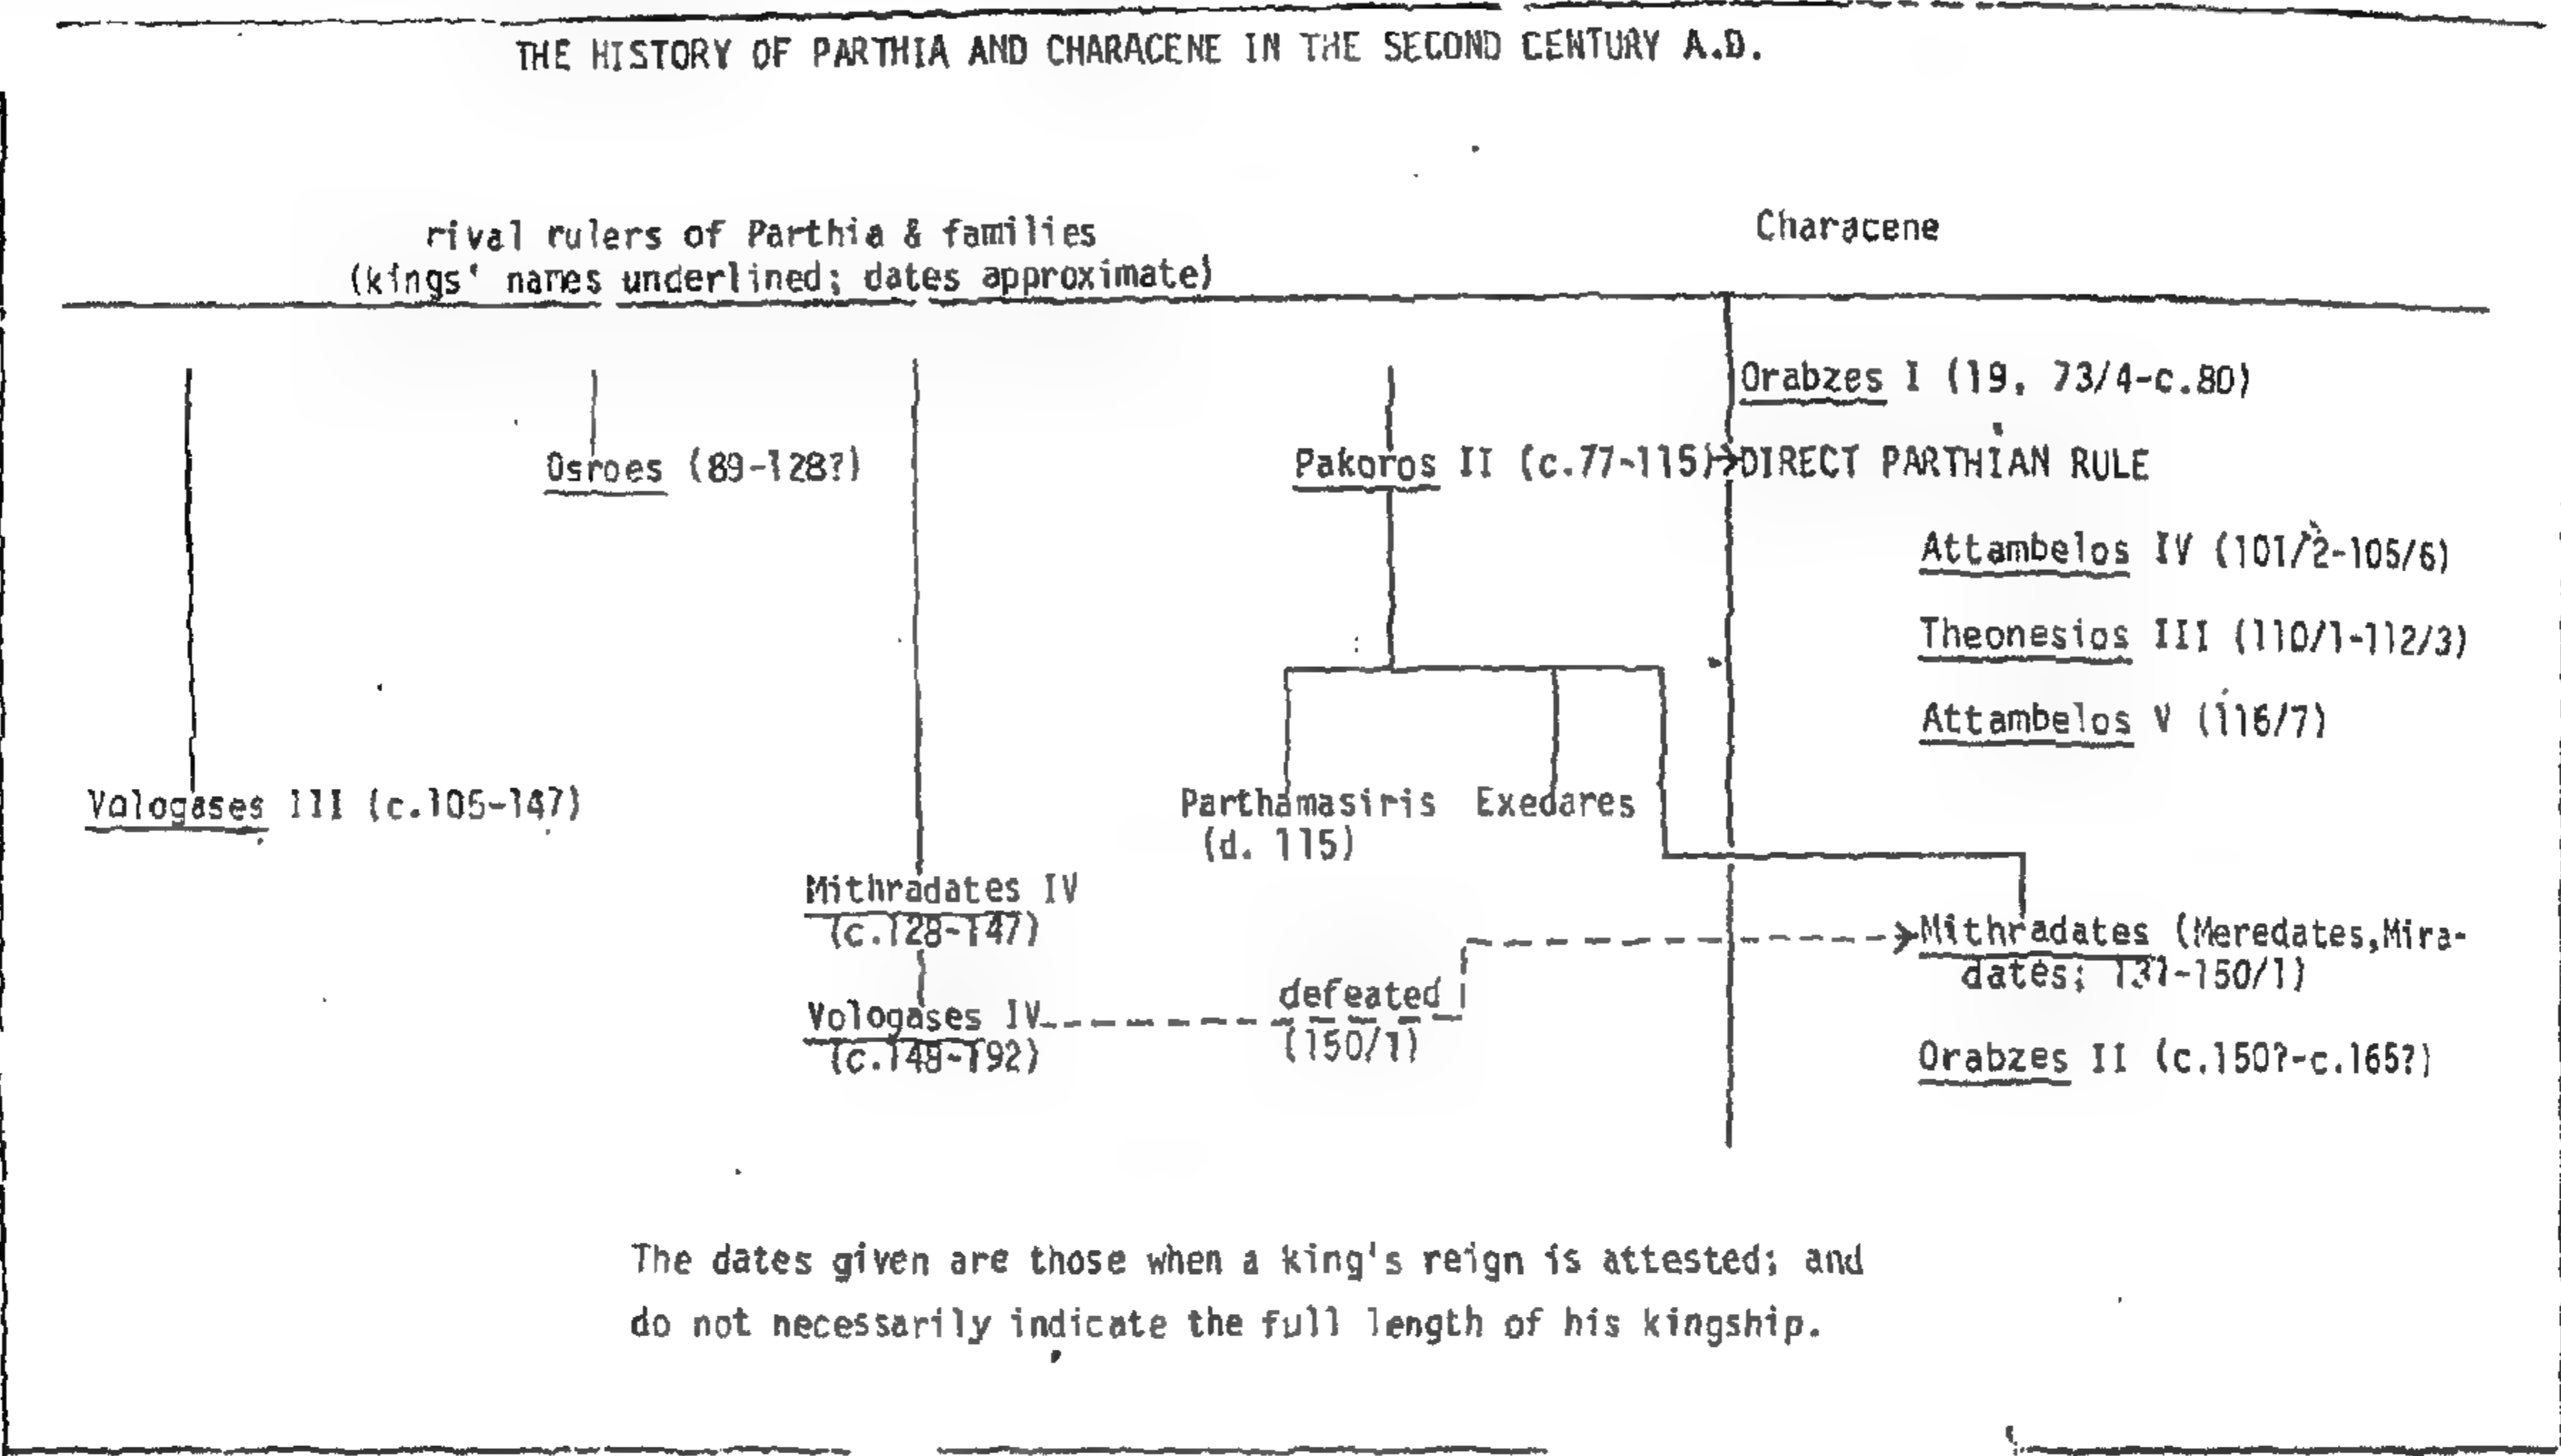 THE HISTORY OF PARTHIA AND CHARACENE IN THE SECOND CENTURY A.D.
rival rulers of Parthia & families
(kings' names underlined; dates approximate)
Characene
Orabzes I (19, 73/4-c.80)
Osroes (89-128?)
Pakoros II (c.77-115)
DIRECT PARTHIAN RULE
Attambelos IV (101/2-105/6)
Theonesios III (110/1-112/3)
Attambelos V (116/7)
Vologases III (c.105-147)
Parthamasiris
(d. 115)
Exedares
Mithradates IV
(c.128-147)
Mithradates (Meredates,Mira-
dates; 131-150/1)
Vologases IV
(c.148-192)
defeated
(150/1)
Orabzes II (c.150?-c.165?)
The dates given are those when a king's reign is attested; and
do not necessarily indicate the full length of his kingship.